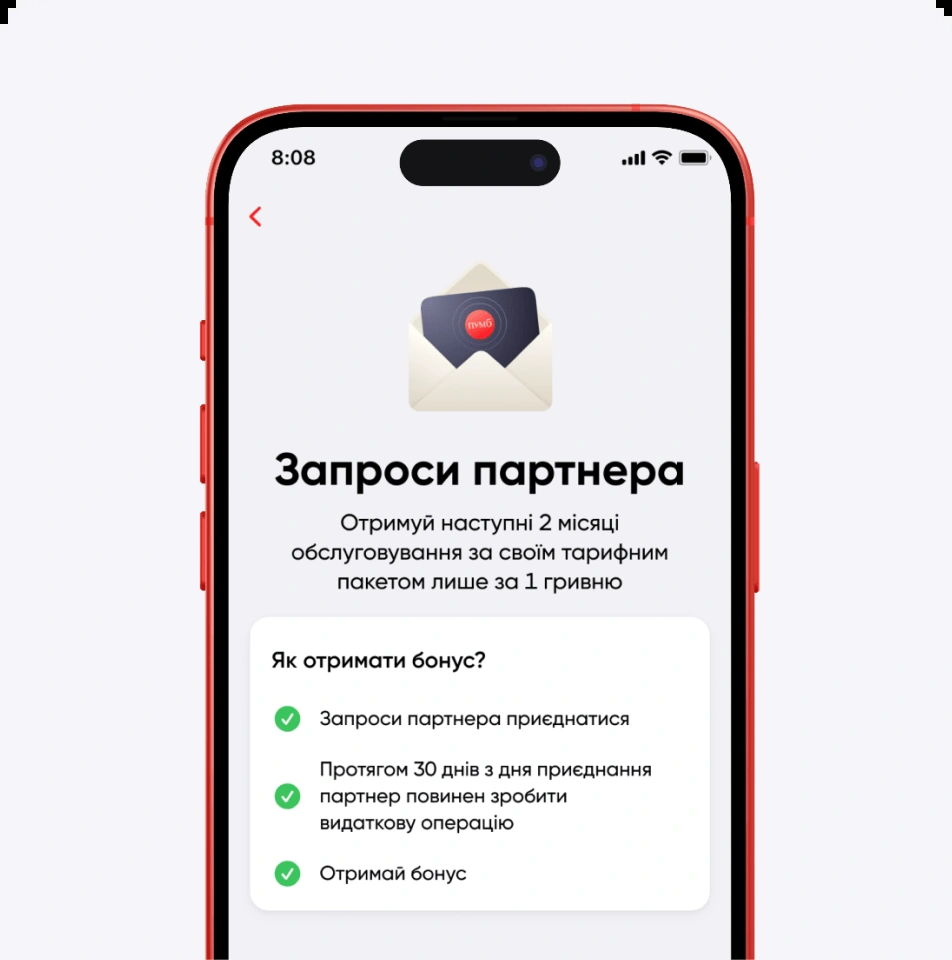 8:08
ПУМБ
Запроси партнера
Отримуй наступні 2 місяці
обслуговування за своїм тарифним
пакетом лише за 1 гривню
Як отримати бонус?
Запроси партнера приєднатися
Протягом 30 днів з дня приєднання
партнер повинен зробити
видаткову операцію
Отримай бонус